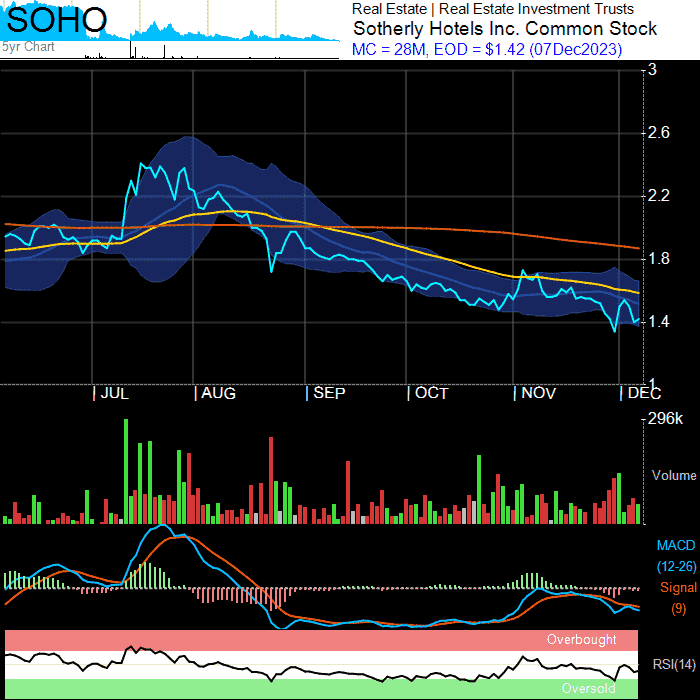 SOHO
Real Estate | Real Estate Investment Trusts
Sotherly Hotels Inc. Common Stock
MC = 28M, EOD = $1.42 (07Dec2023)
5yr Chart
3
2.6
2.2
1.8
1.4
1
| JUL | AUG | SEP | OCT | NOV | DEC
296k
Volume
MACD
(12-26)
Signal
(9)
Overbought
RSI(14)
Oversold